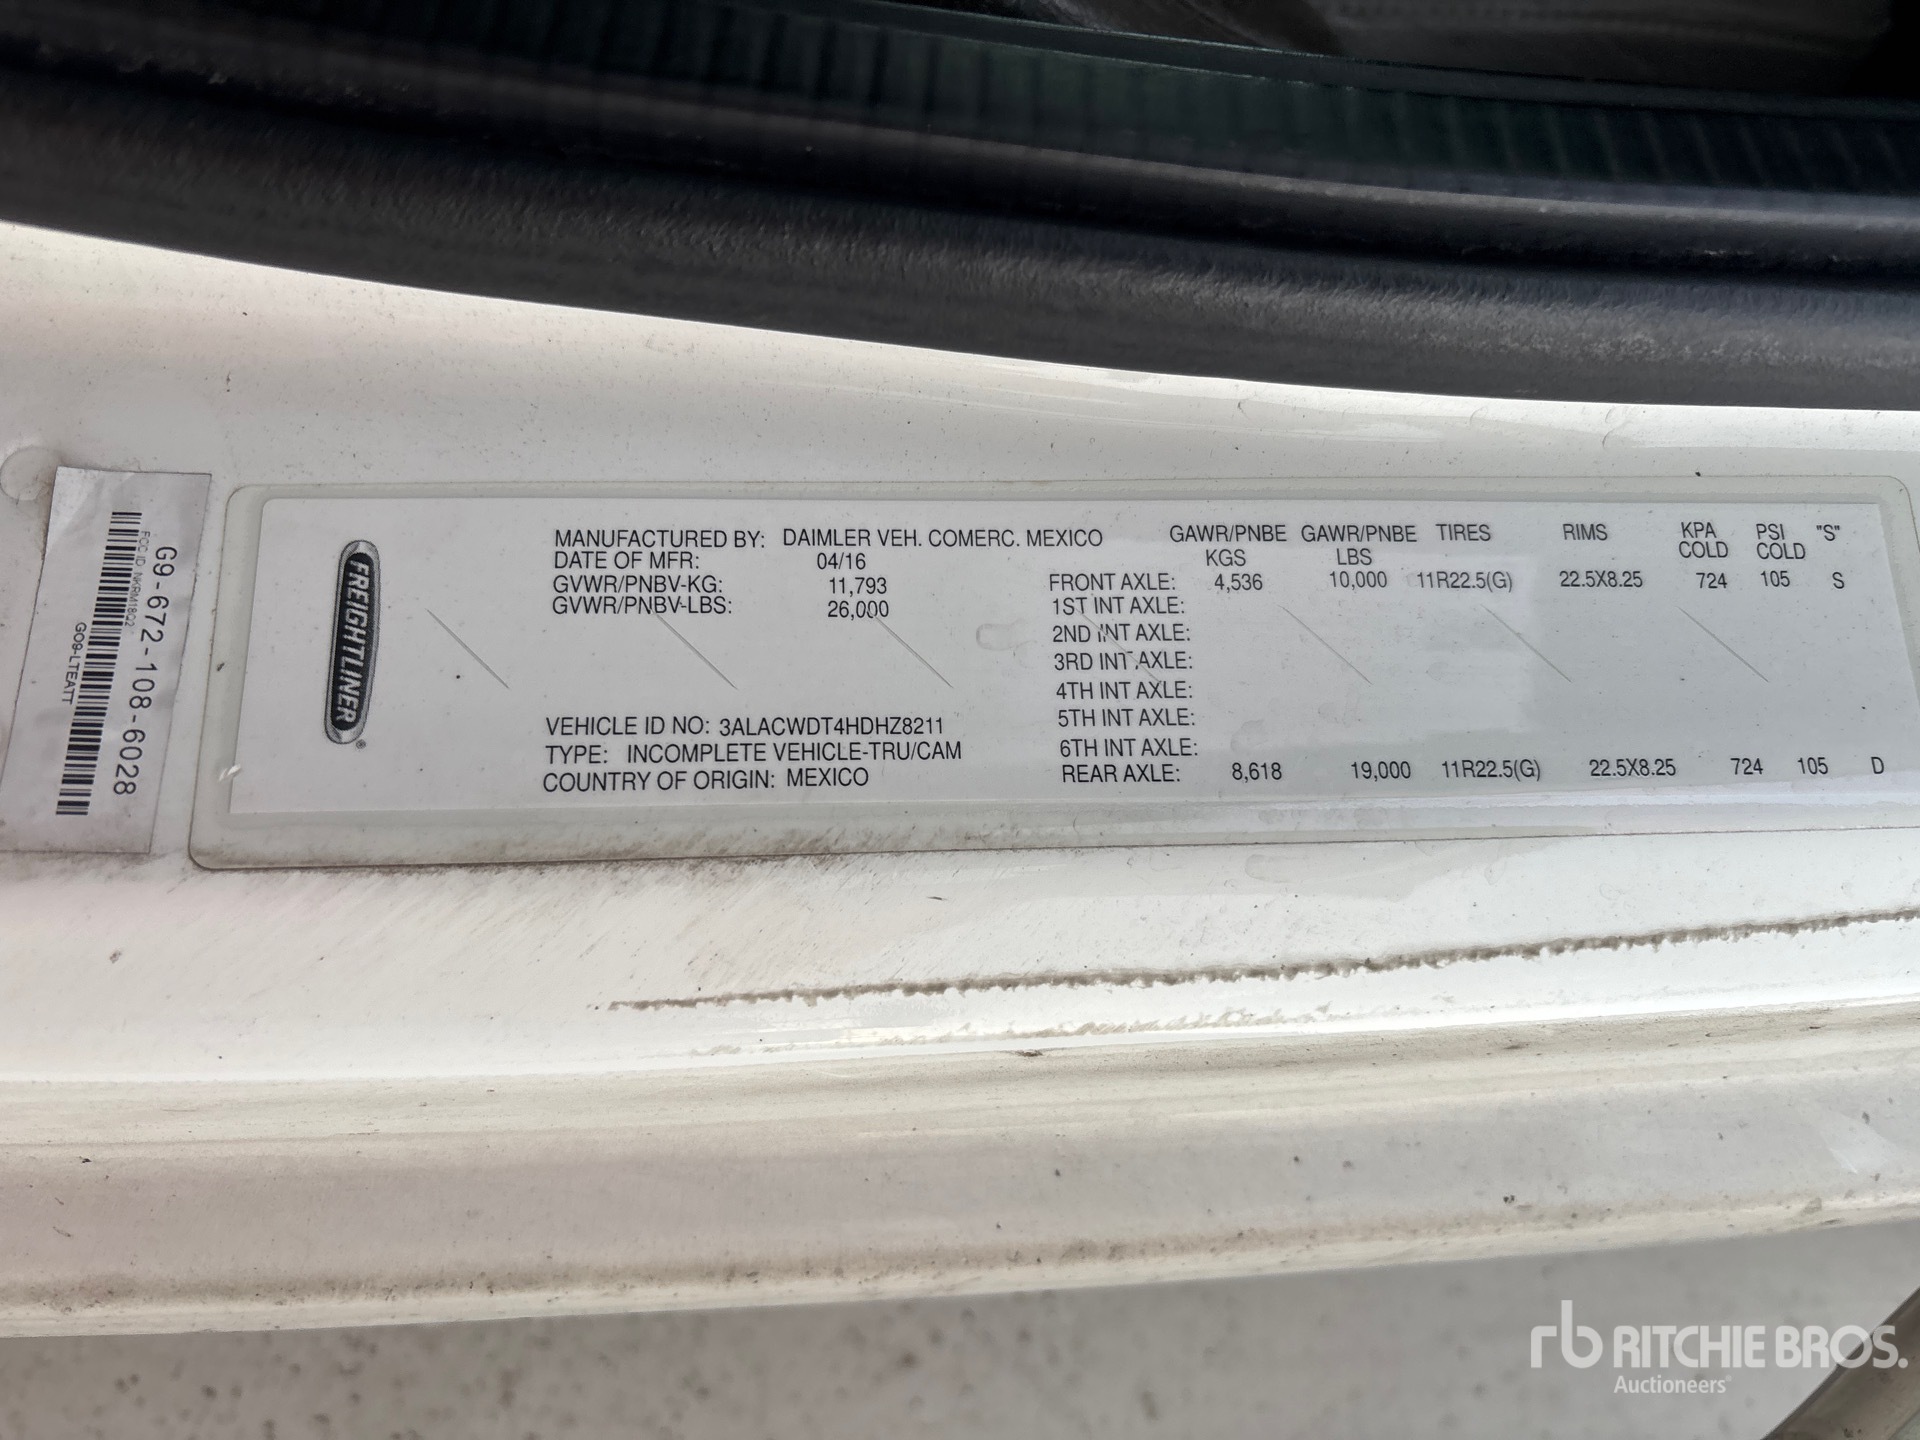 G9-672-108-60028
FCC ID: NKRM18Q2
GO9-LTEATT
FREIGHTLINER
®
MANUFACTURED BY: DAIMLER VEH. COMERC. MEXICO
DATE OF MFR: 04/16
GVWR/PNBV-KG: 11,793
GVWR/PNBV-LBS: 26,000
VEHICLE ID NO: 3ALACWDT4HDHZ8211
TYPE: INCOMPLETE VEHICLE-TRU/CAM
COUNTRY OF ORIGIN: MEXICO
GAWR/PNBE GAWR/PNBE TIRES RIMS KPA PSI "S"
KGS LBS COLD COLD
FRONT AXLE: 4,536 10,000 11R22.5(G) 22.5X8.25 724 105 S
1ST INT AXLE:
2ND INT AXLE:
3RD INT AXLE:
4TH INT AXLE:
5TH INT AXLE:
6TH INT AXLE:
REAR AXLE: 8,618 19,000 11R22.5(G) 22.5X8.25 724 105 D
rb RITCHIE BROS.
Auctioneers